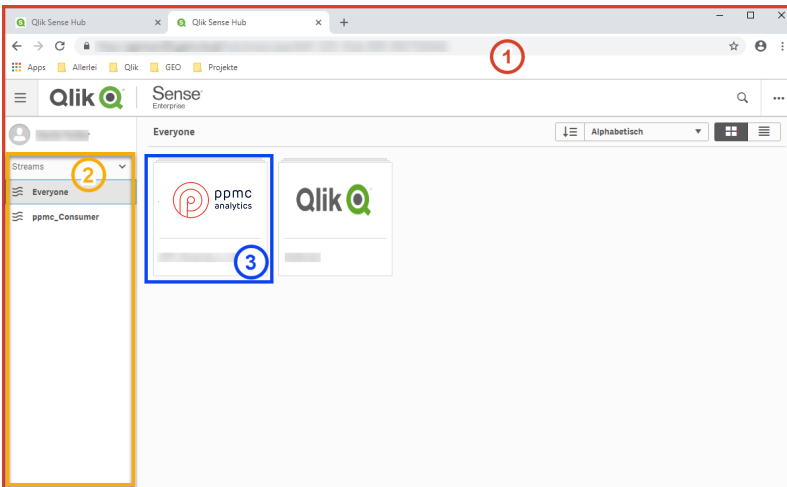 Qlik Sense Hub
Qlik Sense Hub
1
Apps Allerlei Qlik GEO Projekte
Qlik Sense
Enterprise
Everyone Alphabetisch
Streams
2
Everyone
ppmc_Consumer
ppmc
analytics
Qlik
3